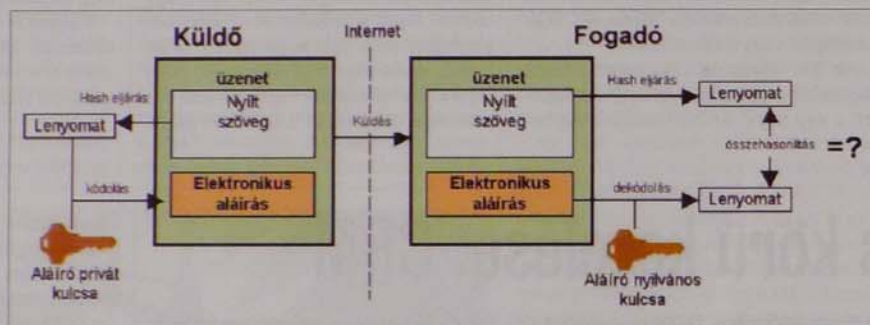 Küldő
Internet
Fogadó
üzenet
Nyílt
szöveg
Hash eljárás
Lenyomat
Küldés
kódolás
Elektronikus
aláírás
Aláíró privát
kulcsa
üzenet
Nyílt
szöveg
Hash eljárás
Lenyomat
összehasonlítás
=?
Elektronikus
aláírás
dekódolás
Lenyomat
Aláíró nyilvános
kulcsa